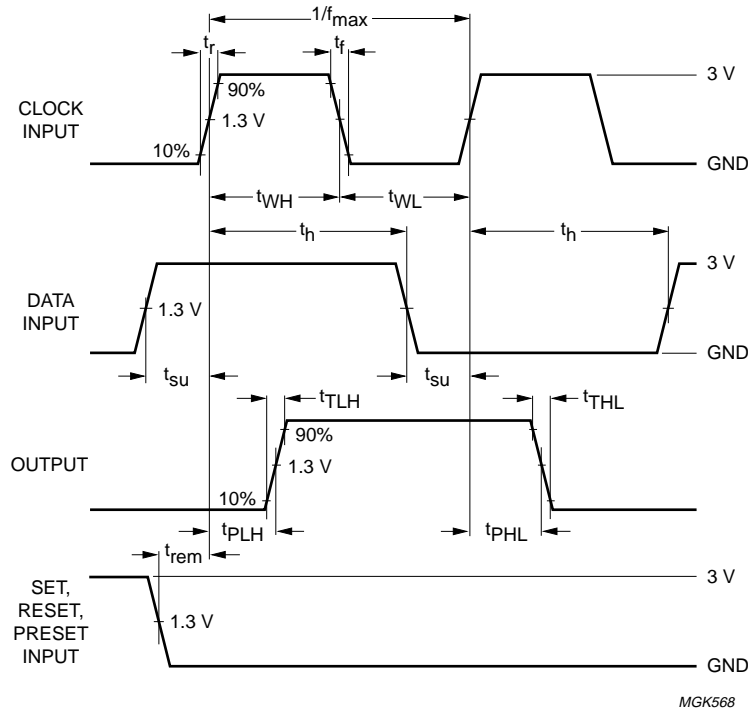 1/fmax
tr
tf
3 V
90%
CLOCK
INPUT
1.3 V
10%
GND
tWH
tWL
th
th
3 V
DATA
INPUT
1.3 V
GND
tsu
tsu
tTLH
tTHL
90%
OUTPUT
1.3 V
10%
tPLH
tPHL
trem
3 V
SET,
RESET,
PRESET
INPUT
1.3 V
GND
MGK568